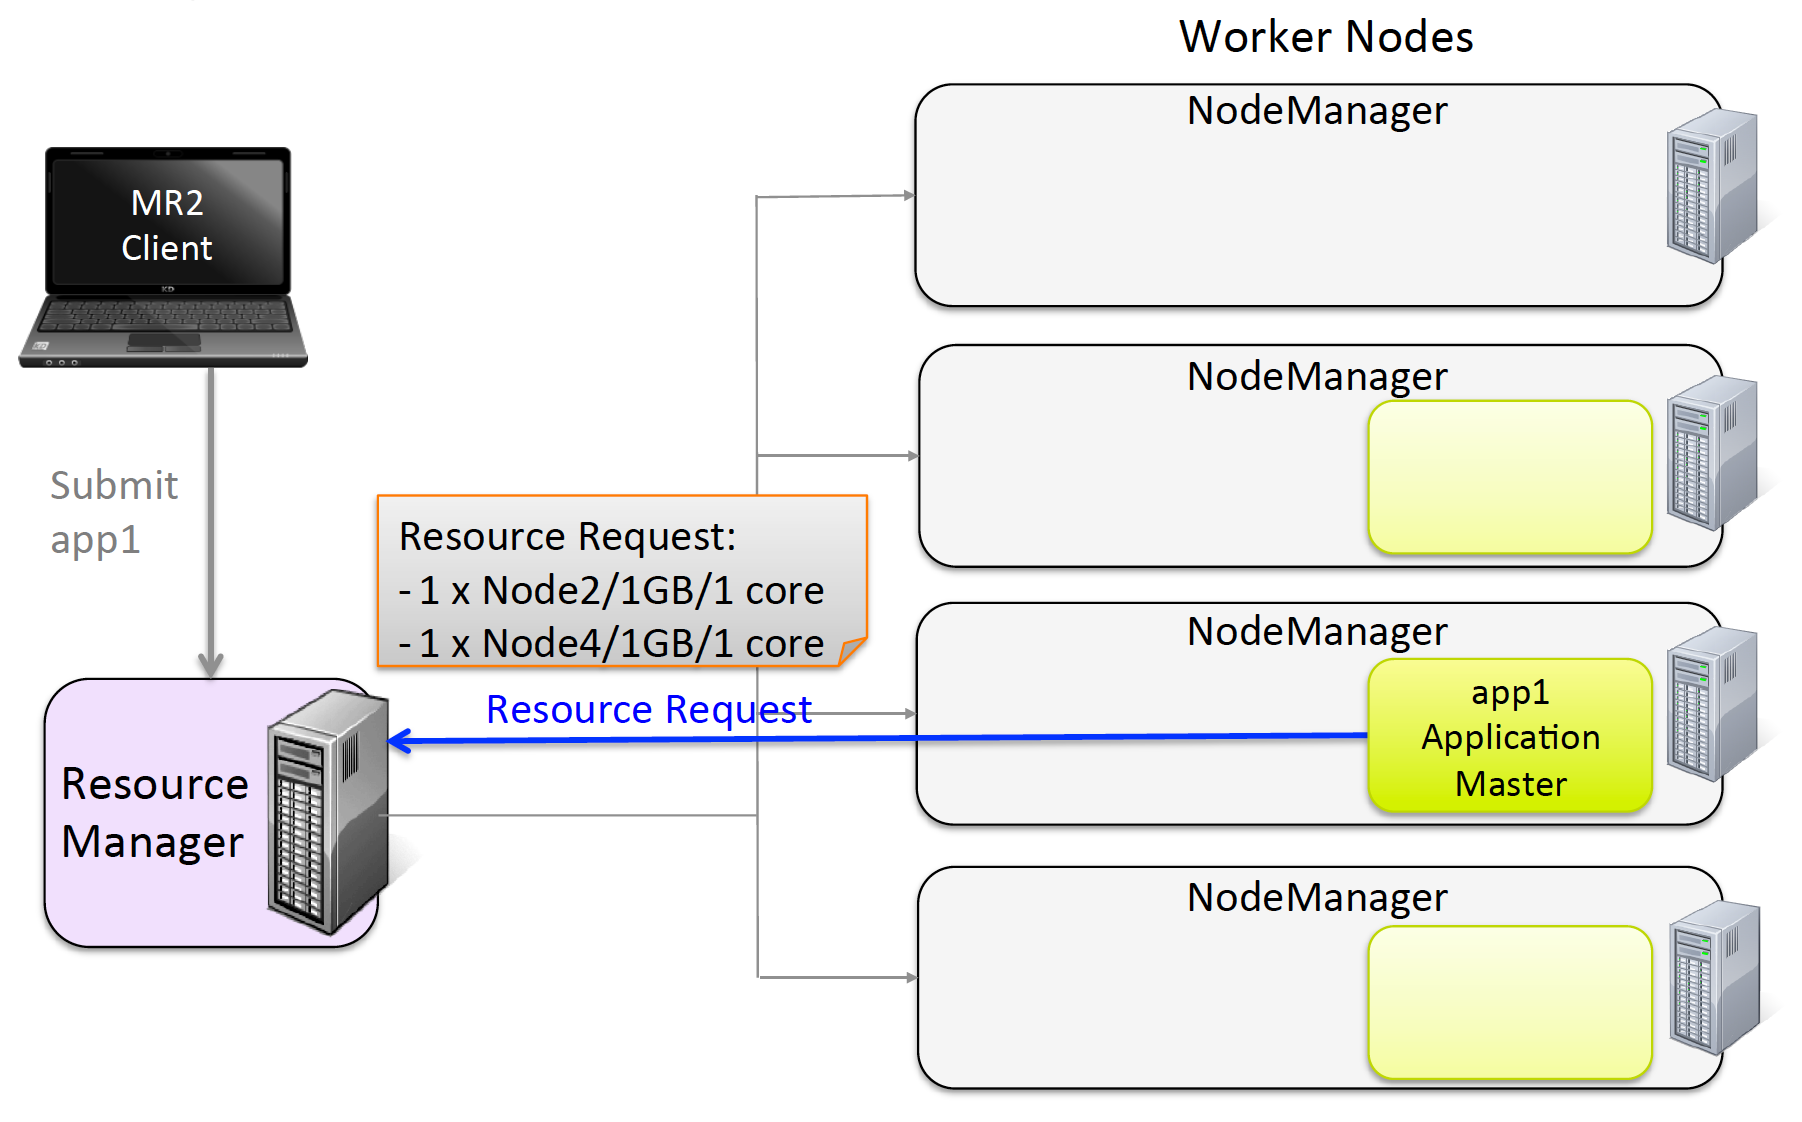 Worker Nodes
NodeManager
MR2
Client
NodeManager
Submit
app1
Resource Request:
- 1 x Node2/1GB/1 core
- 1 x Node4/1GB/1 core
NodeManager
Resource Request
app1
Application
Master
Resource
Manager
NodeManager